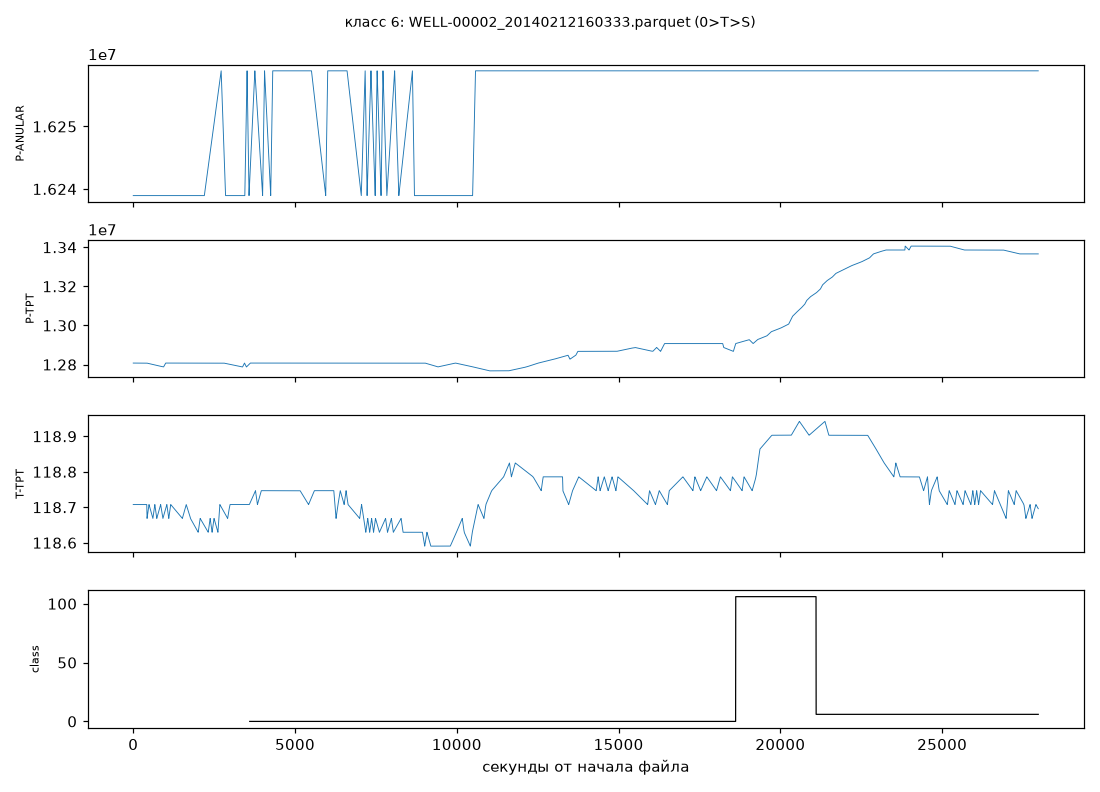 класс 6: WELL-00002_20140212160333.parquet (0>T>S)
1e7
P-ANULAR
1.625
1.624
1e7
P-TPT
1.34
1.32
1.30
1.28
T-TPT
118.9
118.8
118.7
118.6
class
100
50
0
0 5000 10000 15000 20000 25000
секунды от начала файла